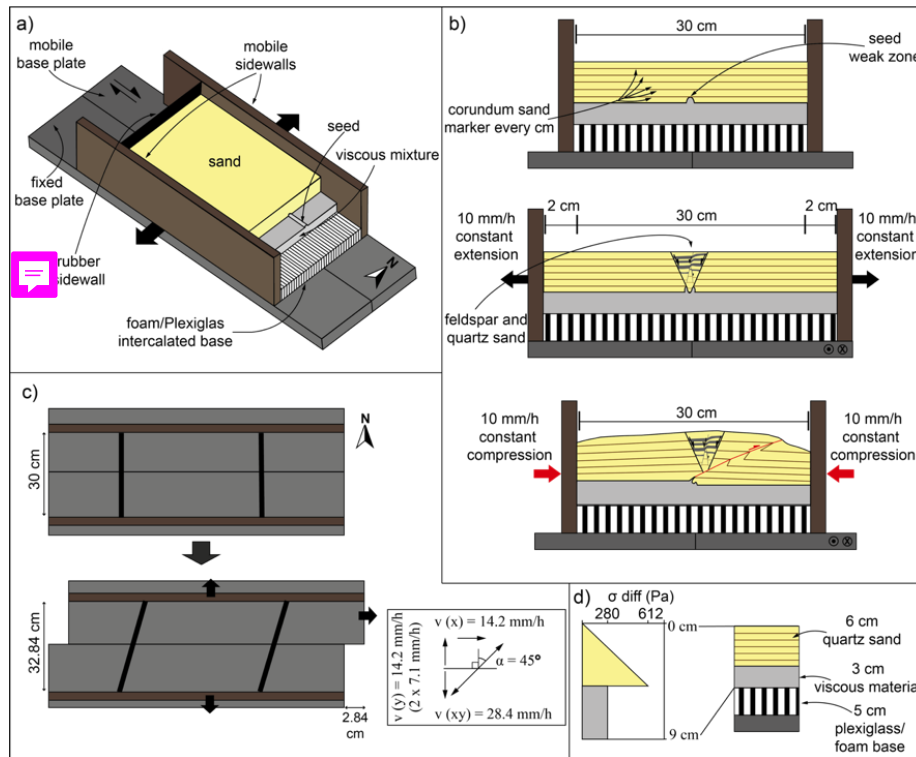 a)
mobile
base plate
mobile
sidewalls
seed
viscous mixture
sand
fixed
base plate
rubber
sidewall
N
foam/Plexiglas
intercalated base
b)
30 cm
seed
weak zone
corundum sand
marker every cm
10 mm/h
constant
extension
2 cm
30 cm
2 cm
10 mm/h
constant
extension
feldspar and
quartz sand
10 mm/h
constant
compression
30 cm
10 mm/h
constant
compression
c)
N
30 cm
32.84 cm
2.84
cm
v (y) = 14.2 mm/h
(2 x 7.1 mm/h)
v (x) = 14.2 mm/h
α = 45°
v (xy) = 28.4 mm/h
d)
σ diff (Pa)
280 612
0 cm
9 cm
6 cm
quartz sand
3 cm
viscous material
5 cm
plexiglass/
foam base